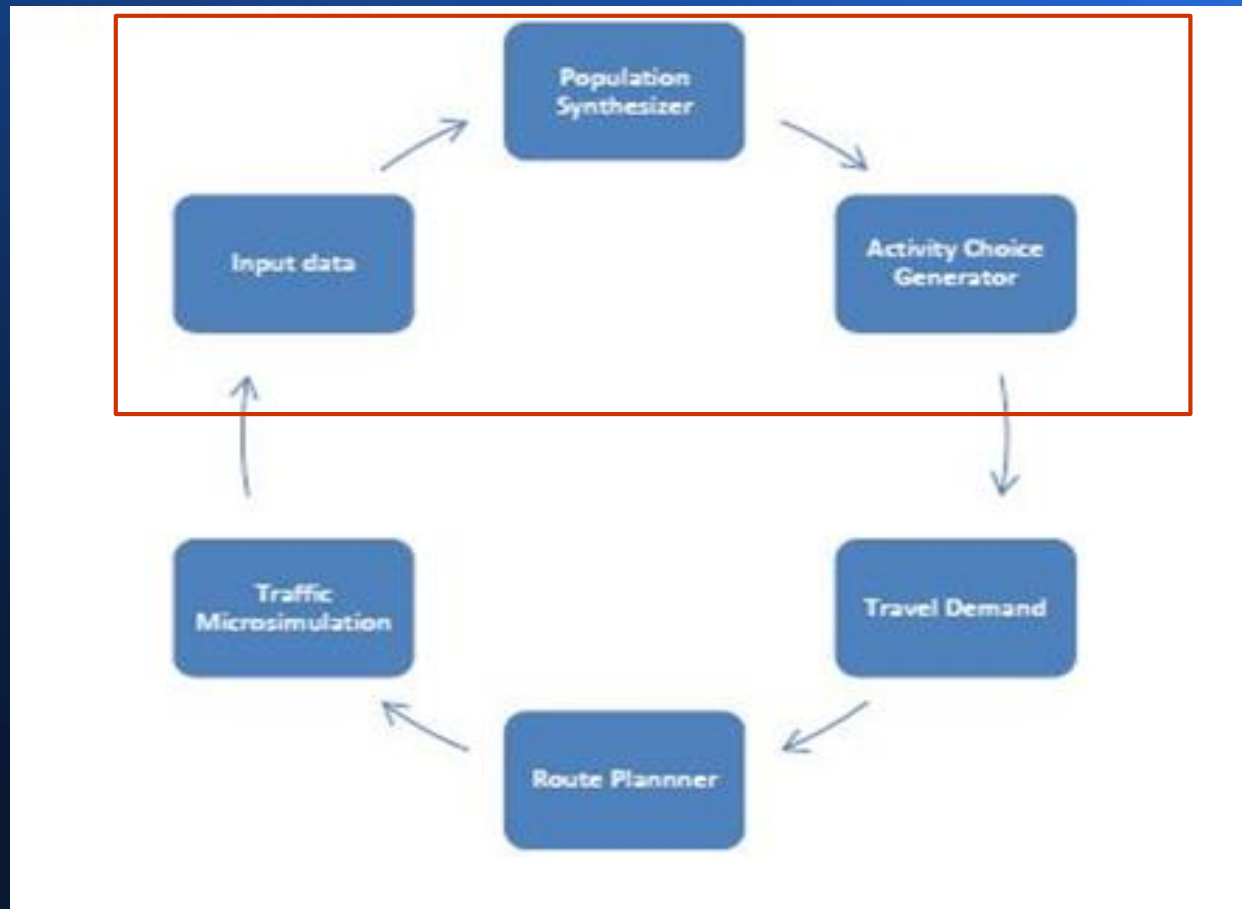 Population
Synthesizer
Input data
Activity Choice
Generator
Traffic
Microsimulation
Travel Demand
Route Plannner